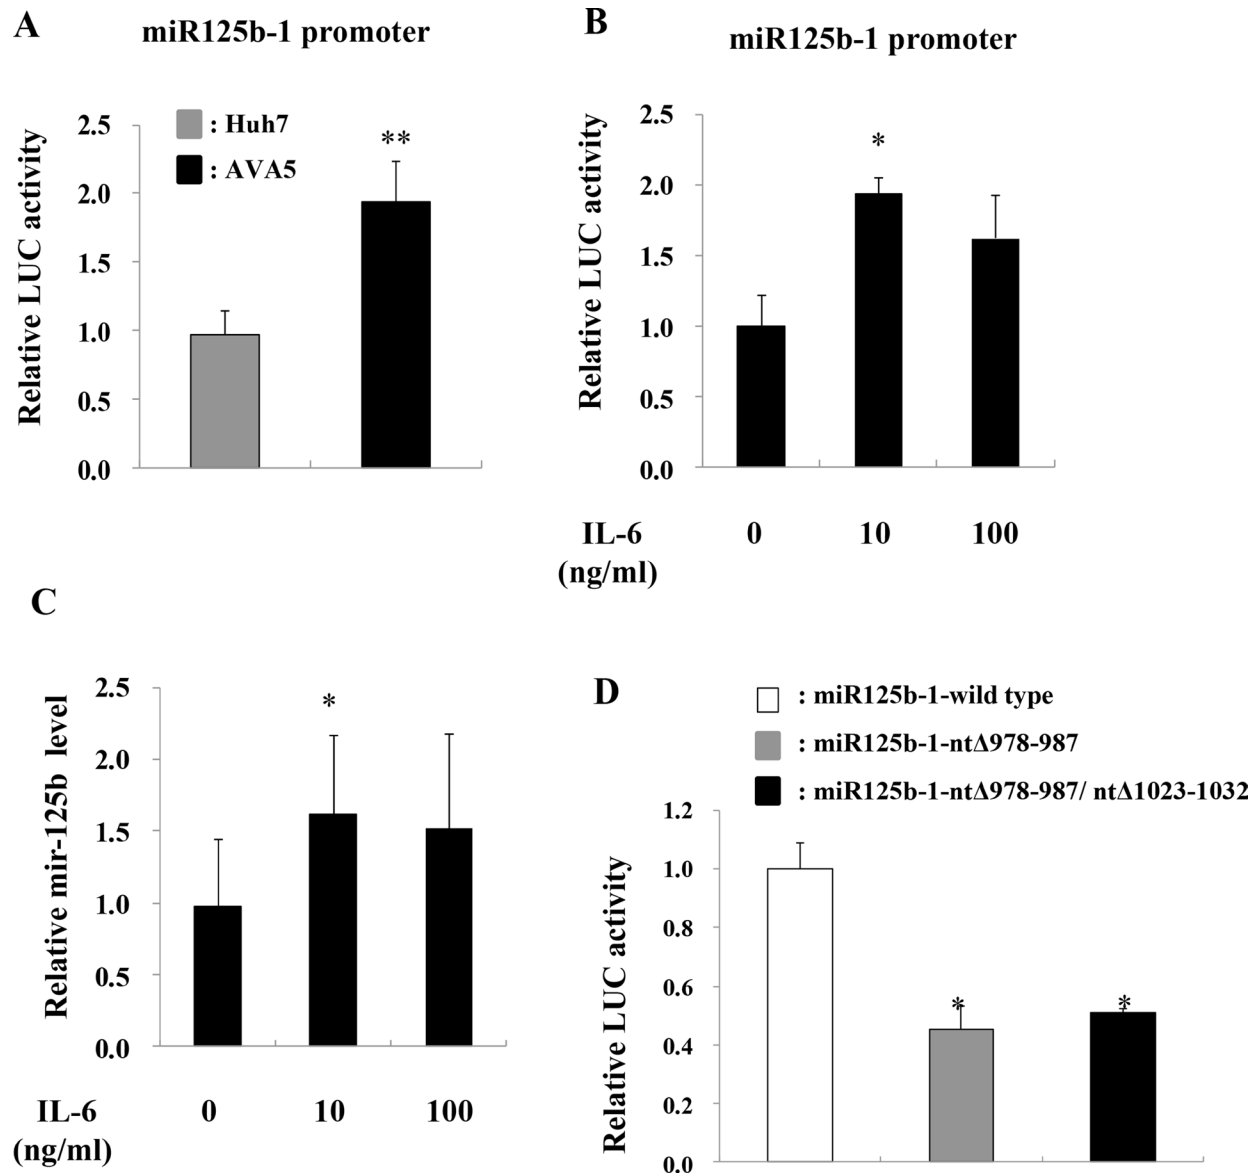 A
miR125b-1 promoter
Relative LUC activity
2.5
2.0
1.5
1.0
0.5
0.0
: Huh7
: AVA5
**
B
miR125b-1 promoter
Relative LUC activity
2.5
2.0
1.5
1.0
0.5
0.0
*
IL-6
(ng/ml)
0 10 100
C
Relative mir-125b level
2.5
2.0
1.5
1.0
0.5
0.0
*
IL-6
(ng/ml)
0 10 100
D
: miR125b-1-wild type
: miR125b-1-ntΔ978-987
: miR125b-1-ntΔ978-987/ ntΔ1023-1032
Relative LUC activity
1.2
1.0
0.8
0.6
0.4
0.2
0.0
* *